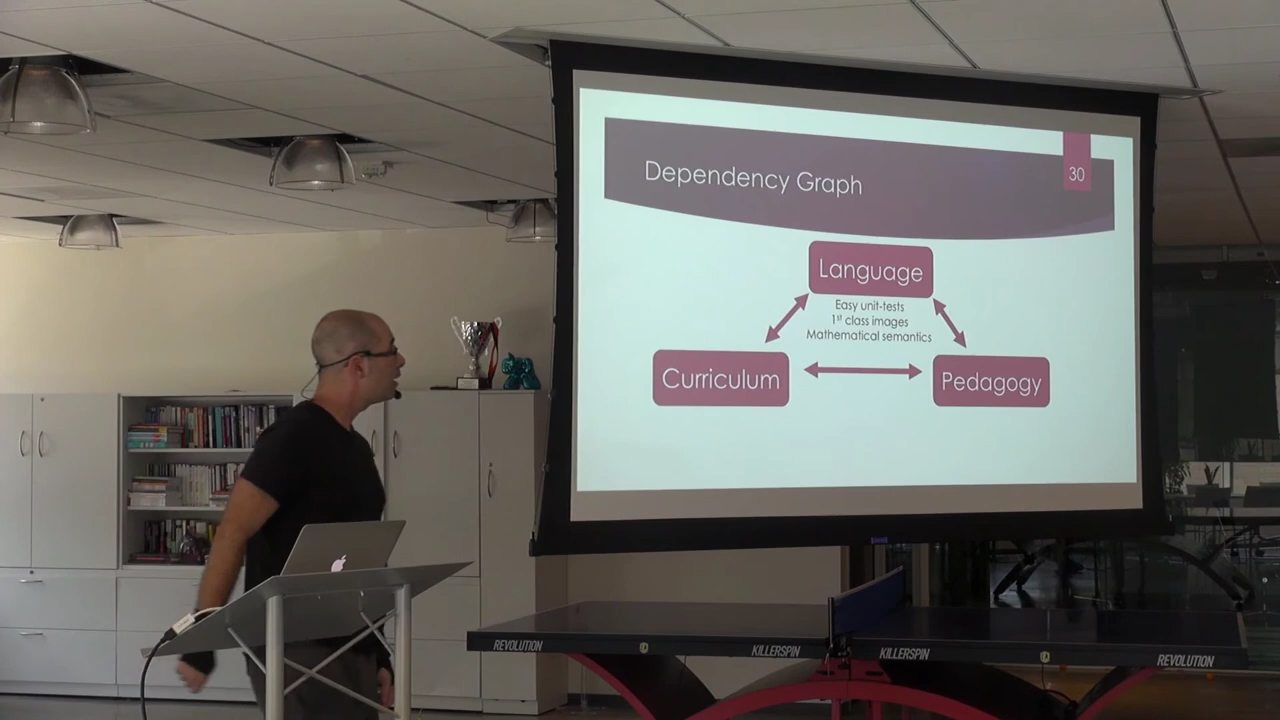 Dependency Graph
30
Language
Easy unit-tests
1st class images
Mathematical semantics
Curriculum
Pedagogy
REVOLUTION
KILLERSPIN
KILLERSPIN
REVOLUTION